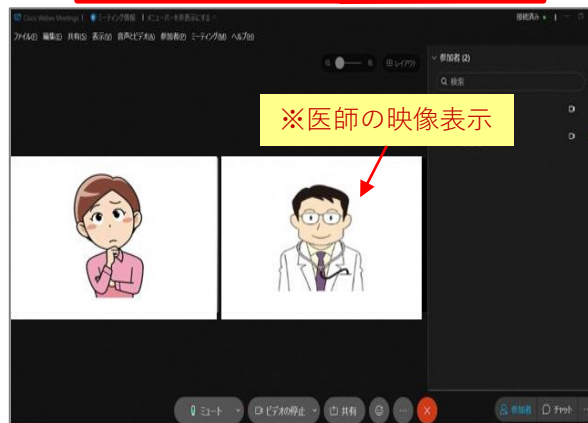 Cisco Webex Meetings | ミーティング情報 | メニューバーを非表示にする
接続済み
ファイル(F) 編集(E) 共有(S) 表示(V) 音声とビデオ(A) 参加者(P) ミーティング(M) ヘルプ(H)
レイアウト
参加者 (2)
検索
※医師の映像表示
ミュート
ビデオの停止
共有
参加者
チャット